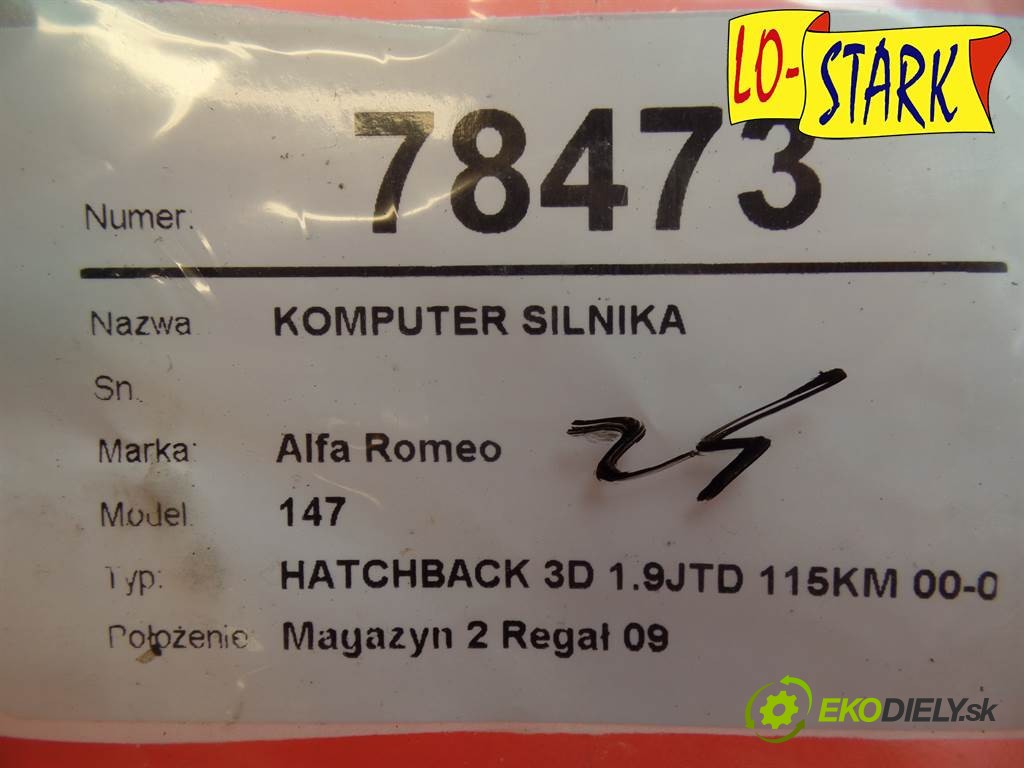 LO-STARK
78473
Numer:
Nazwa KOMPUTER SILNIKA
Sn.
Marka: Alfa Romeo
25
Model. 147
Typ: HATCHBACK 3D 1.9JTD 115KM 00-0
Położenie: Magazyn 2 Regał 09
EKODIELY.sk